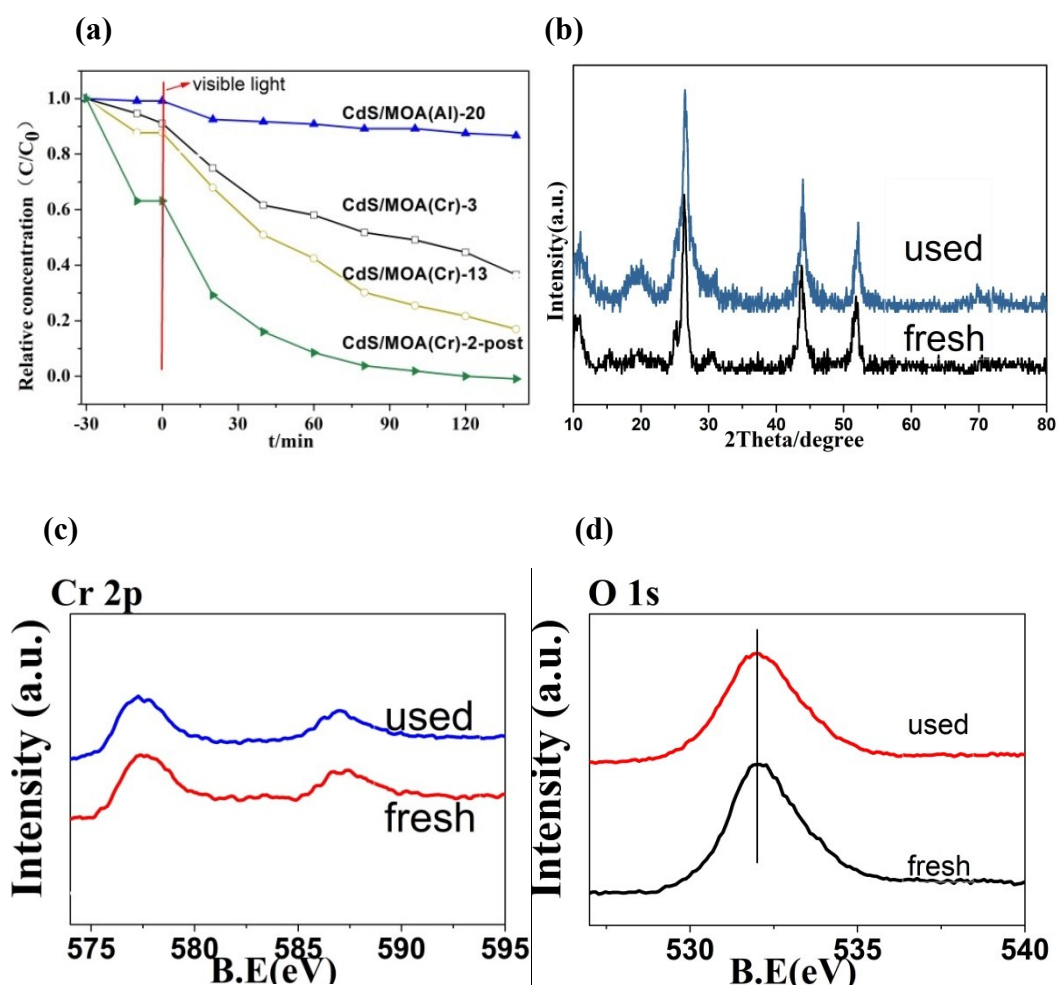 (a)
visible light
CdS/MOA(Al)-20
CdS/MOA(Cr)-3
CdS/MOA(Cr)-13
CdS/MOA(Cr)-2-post
Relative concentration（C/C0）
1.0
0.8
0.6
0.4
0.2
0.0
-30 0 30 60 90 120
t/min
(b)
used
fresh
Intensity(a.u.)
10 20 30 40 50 60 70 80
2Theta/degree
(c)
Cr 2p
used
fresh
Intensity (a.u.)
575 580 585 590 595
B.E(eV)
(d)
O 1s
used
fresh
Intensity (a.u.)
530 535 540
B.E(eV)